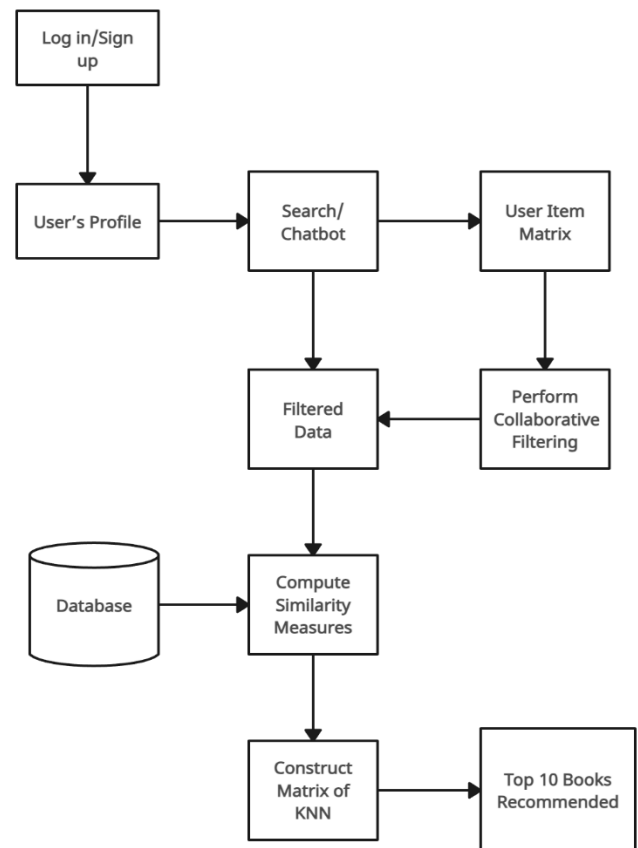 Log in/Sign
up
User's Profile
Search/
Chatbot
User Item
Matrix
Filtered
Data
Perform
Collaborative
Filtering
Database
Compute
Similarity
Measures
Construct
Matrix of
KNN
Top 10 Books
Recommended